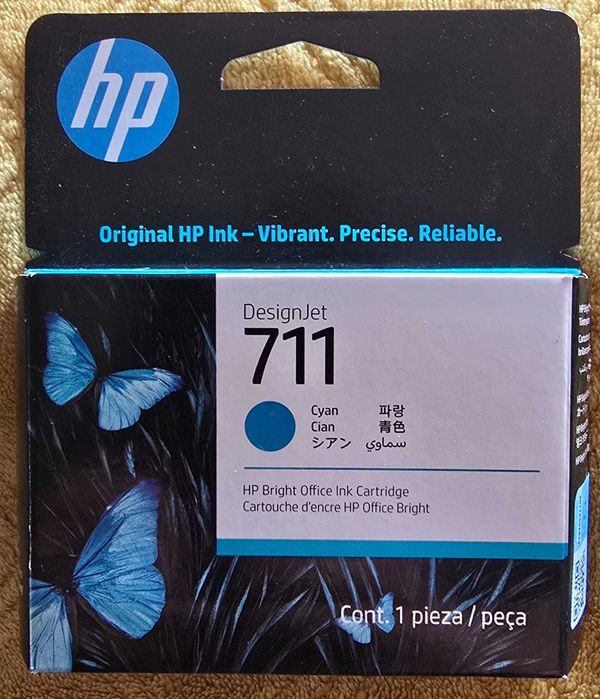 hp
Original HP Ink – Vibrant. Precise. Reliable.
DesignJet
711
Cyan 파랑
Cian 青色
シアン سماوي
HP Bright Office Ink Cartridge
Cartouche d'encre HP Office Bright
Cont. 1 pieza / peça